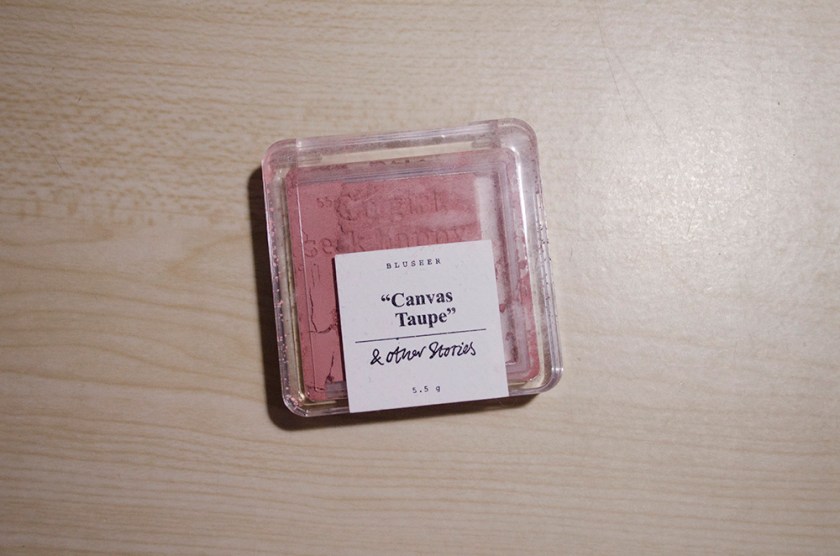 BLUSHER
“Canvas
Taupe”
& other Stories
5.5 g